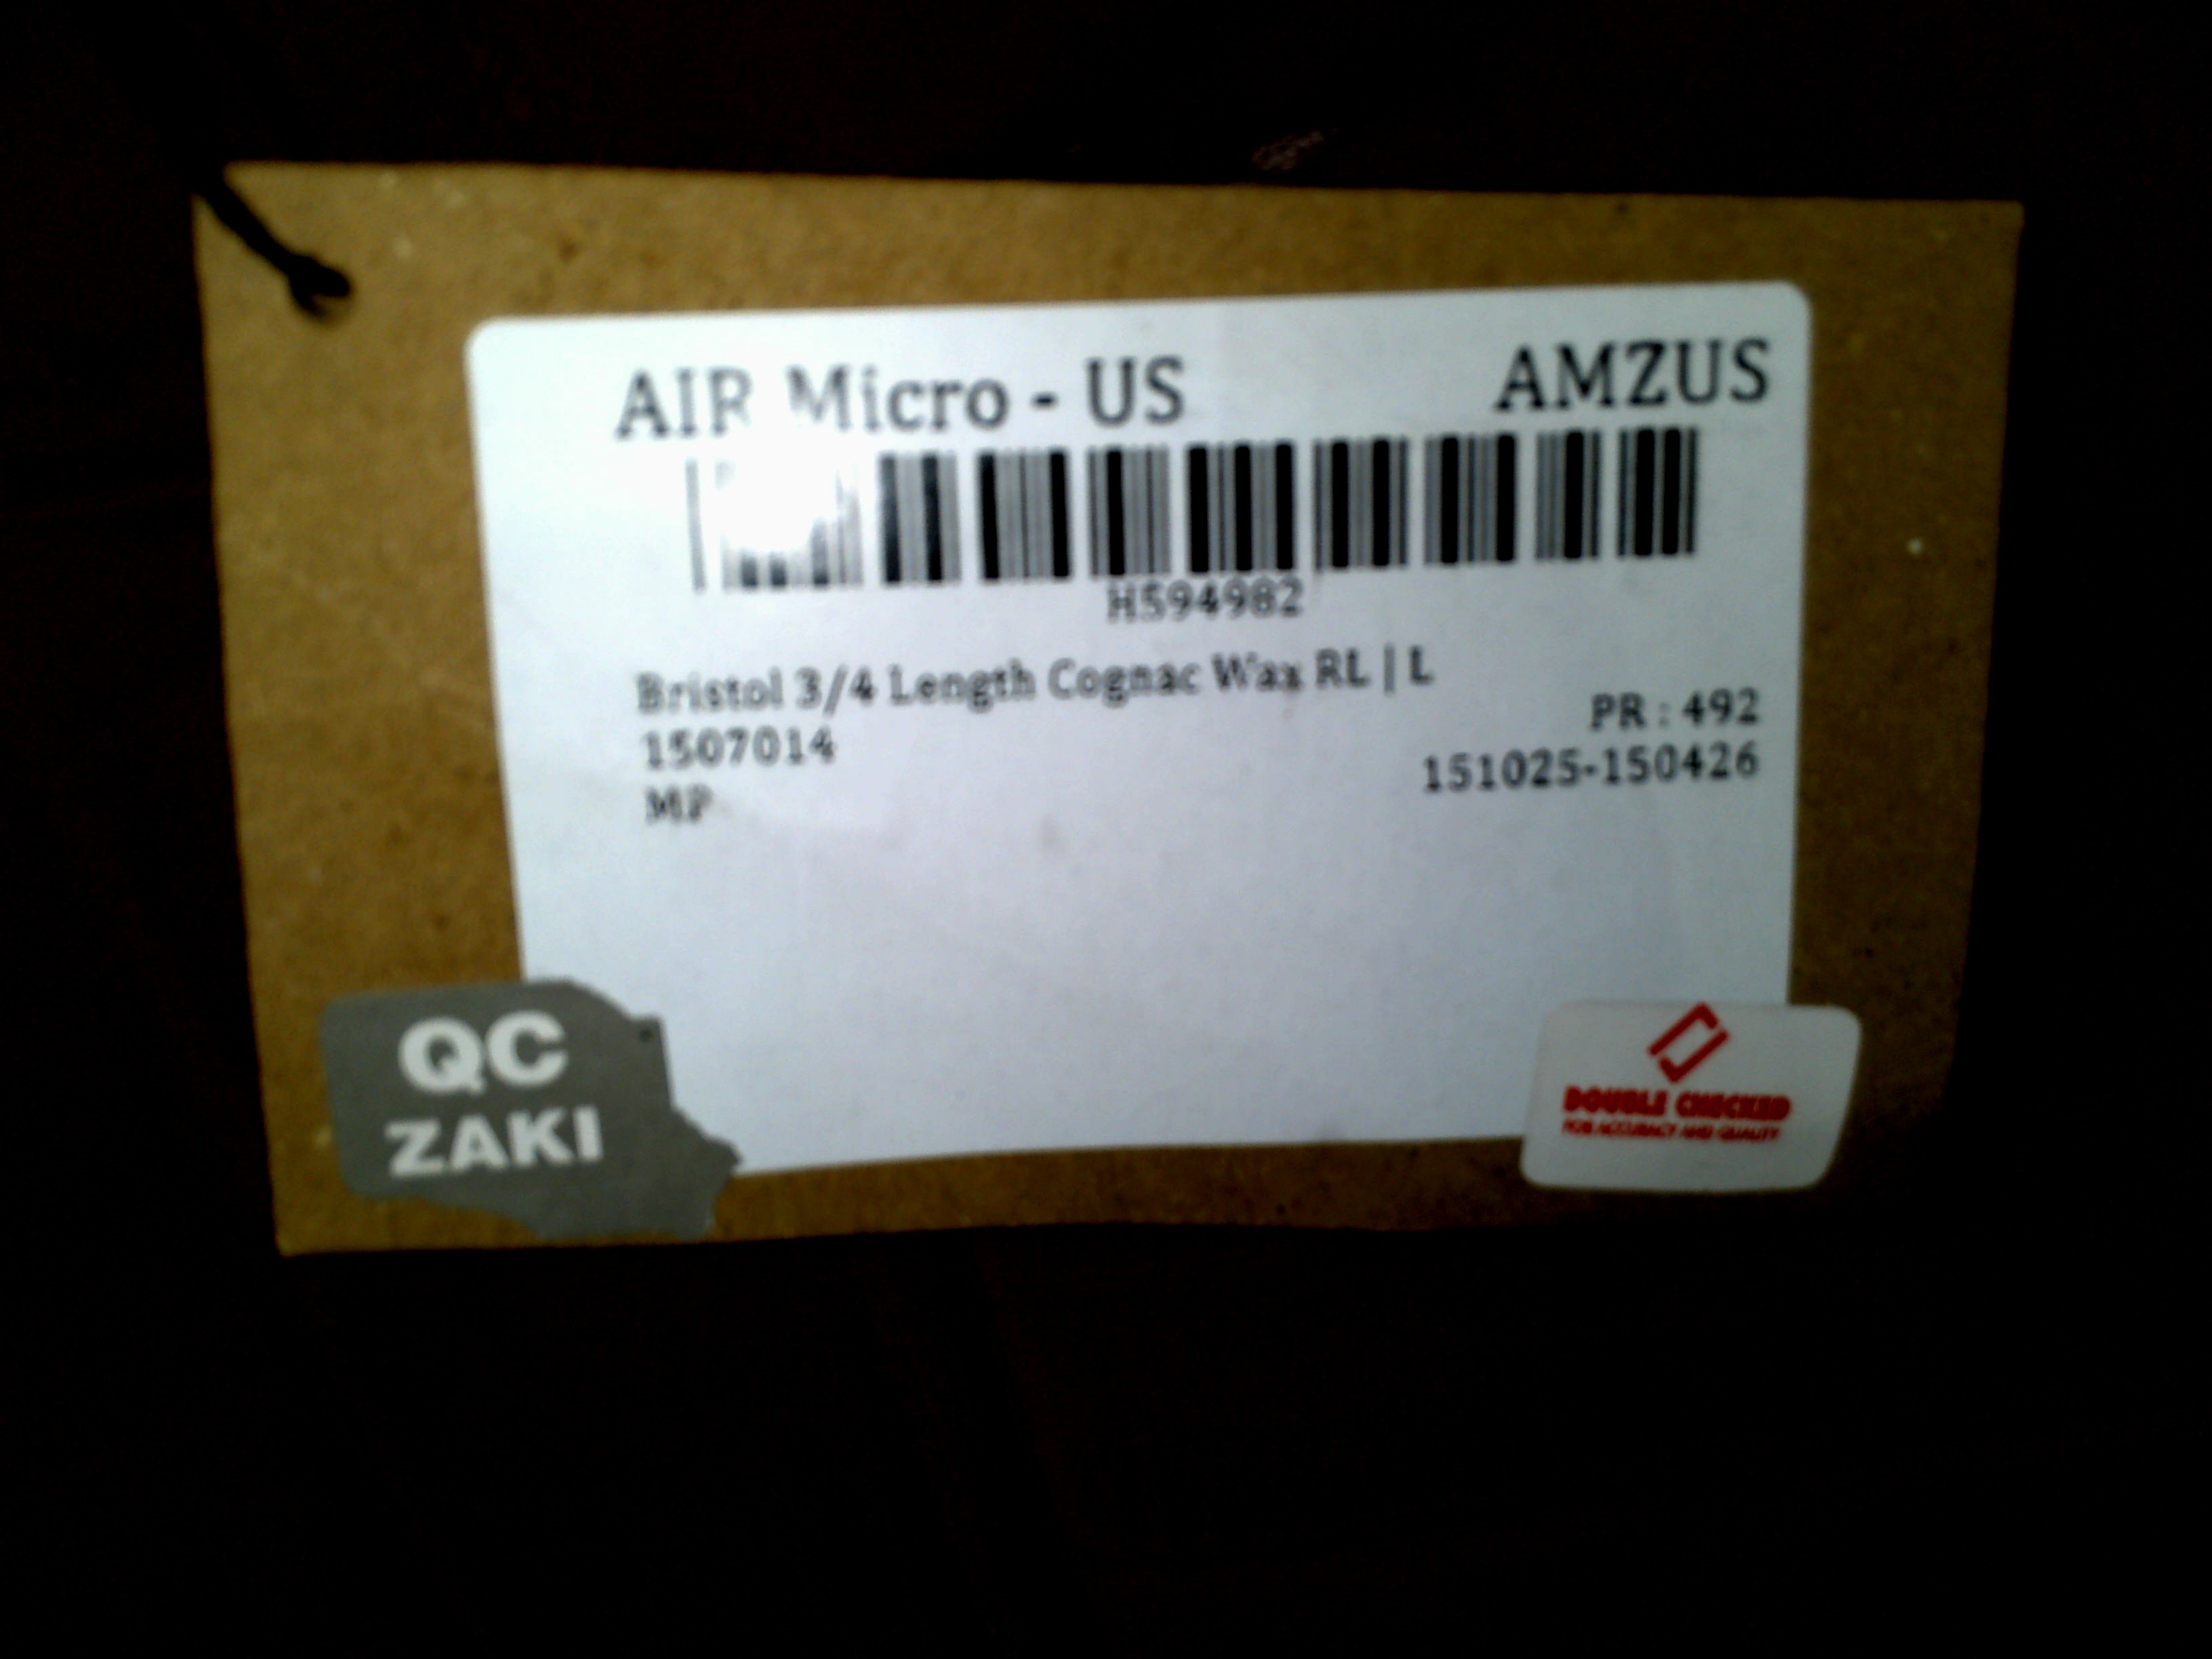 AIR Micro - US AMZUS
H594982
Bristol 3/4 Length Cognac Wax RL | L
PR : 492
1507014
151025-150426
MP
QC
ZAKI
DOUBLE CHECKED
FOR ACCURACY AND QUALITY